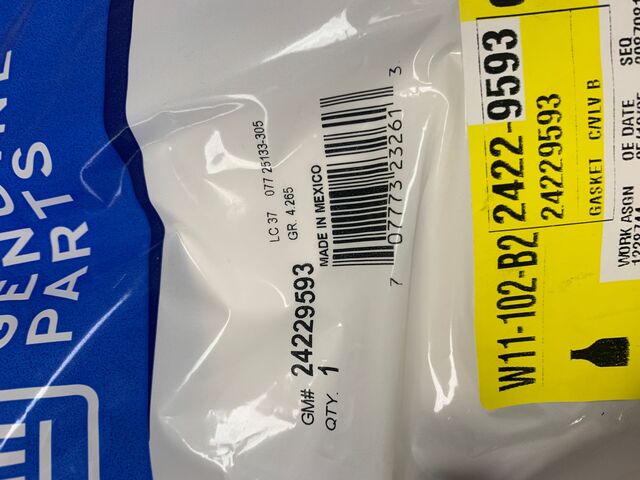 GENUINE
PARTS
LC 37 077 25133-305
GR. 4.265
MADE IN MEXICO
7 07773 23261 3
GM# 24229593
QTY. 1
W11-102-B2 2422-9593
24229593
GASKET C/VLV B
WORK ASGN OE DATE SEQ